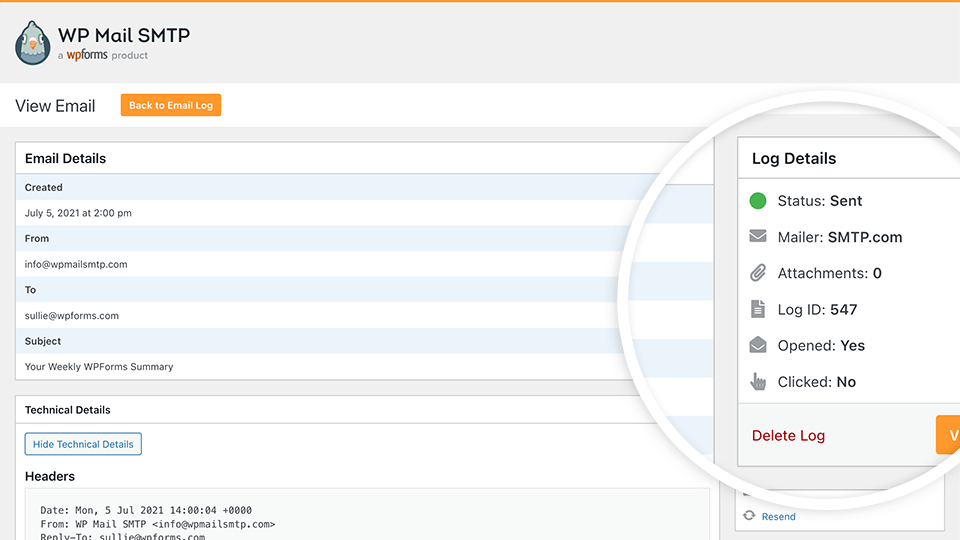 WP Mail SMTP
a wpforms product
View Email
Back to Email Log
Email Details
Created
July 5, 2021 at 2:00 pm
From
info@wpmailsmtp.com
To
sullie@wpforms.com
Subject
Your Weekly WPForms Summary
Technical Details
Hide Technical Details
Headers
Date: Mon, 5 Jul 2021 14:00:04 +0000
From: WP Mail SMTP <info@wpmailsmtp.com>
Reply-To: sullie@wpforms.com
Log Details
Status: Sent
Mailer: SMTP.com
Attachments: 0
Log ID: 547
Opened: Yes
Clicked: No
Delete Log
V
Resend